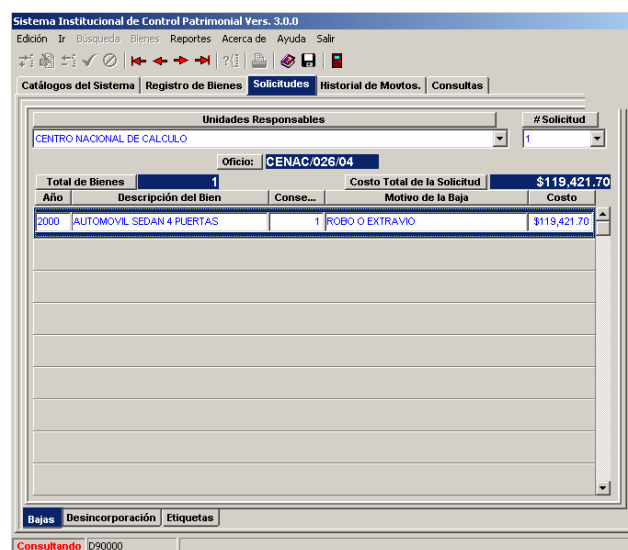 Sistema Institucional de Control Patrimonial Vers. 3.0.0
Edición Ir Búsqueda Bienes Reportes Acerca de Ayuda Salir
Catálogos del Sistema Registro de Bienes Solicitudes Historial de Movtos. Consultas
Unidades Responsables # Solicitud
CENTRO NACIONAL DE CALCULO 1
Oficio: CENAC/026/04
Total de Bienes 1 Costo Total de la Solicitud $119,421.70
Año Descripción del Bien Conse... Motivo de la Baja Costo
2000 AUTOMOVIL SEDAN 4 PUERTAS 1 ROBO O EXTRAVIO $119,421.70
Bajas Desincorporación Etiquetas
Consultando D90000